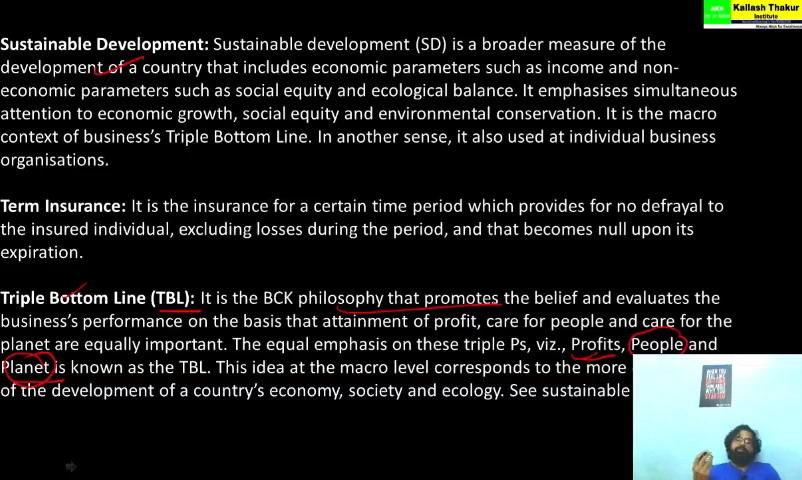 Kailash Thakur
Institute
Sustainable Development: Sustainable development (SD) is a broader measure of the
development of a country that includes economic parameters such as income and non-
economic parameters such as social equity and ecological balance. It emphasises simultaneous
attention to economic growth, social equity and environmental conservation. It is the macro
context of business's Triple Bottom Line. In another sense, it also used at individual business
organisations.
Term Insurance: It is the insurance for a certain time period which provides for no defrayal to
the insured individual, excluding losses during the period, and that becomes null upon its
expiration.
Triple Bottom Line (TBL): It is the BCK philosophy that promotes the belief and evaluates the
business's performance on the basis that attainment of profit, care for people and care for the
planet are equally important. The equal emphasis on these triple Ps, viz., Profits, People and
Planet is known as the TBL. This idea at the macro level corresponds to the more
of the development of a country's economy, society and ecology. See sustainable